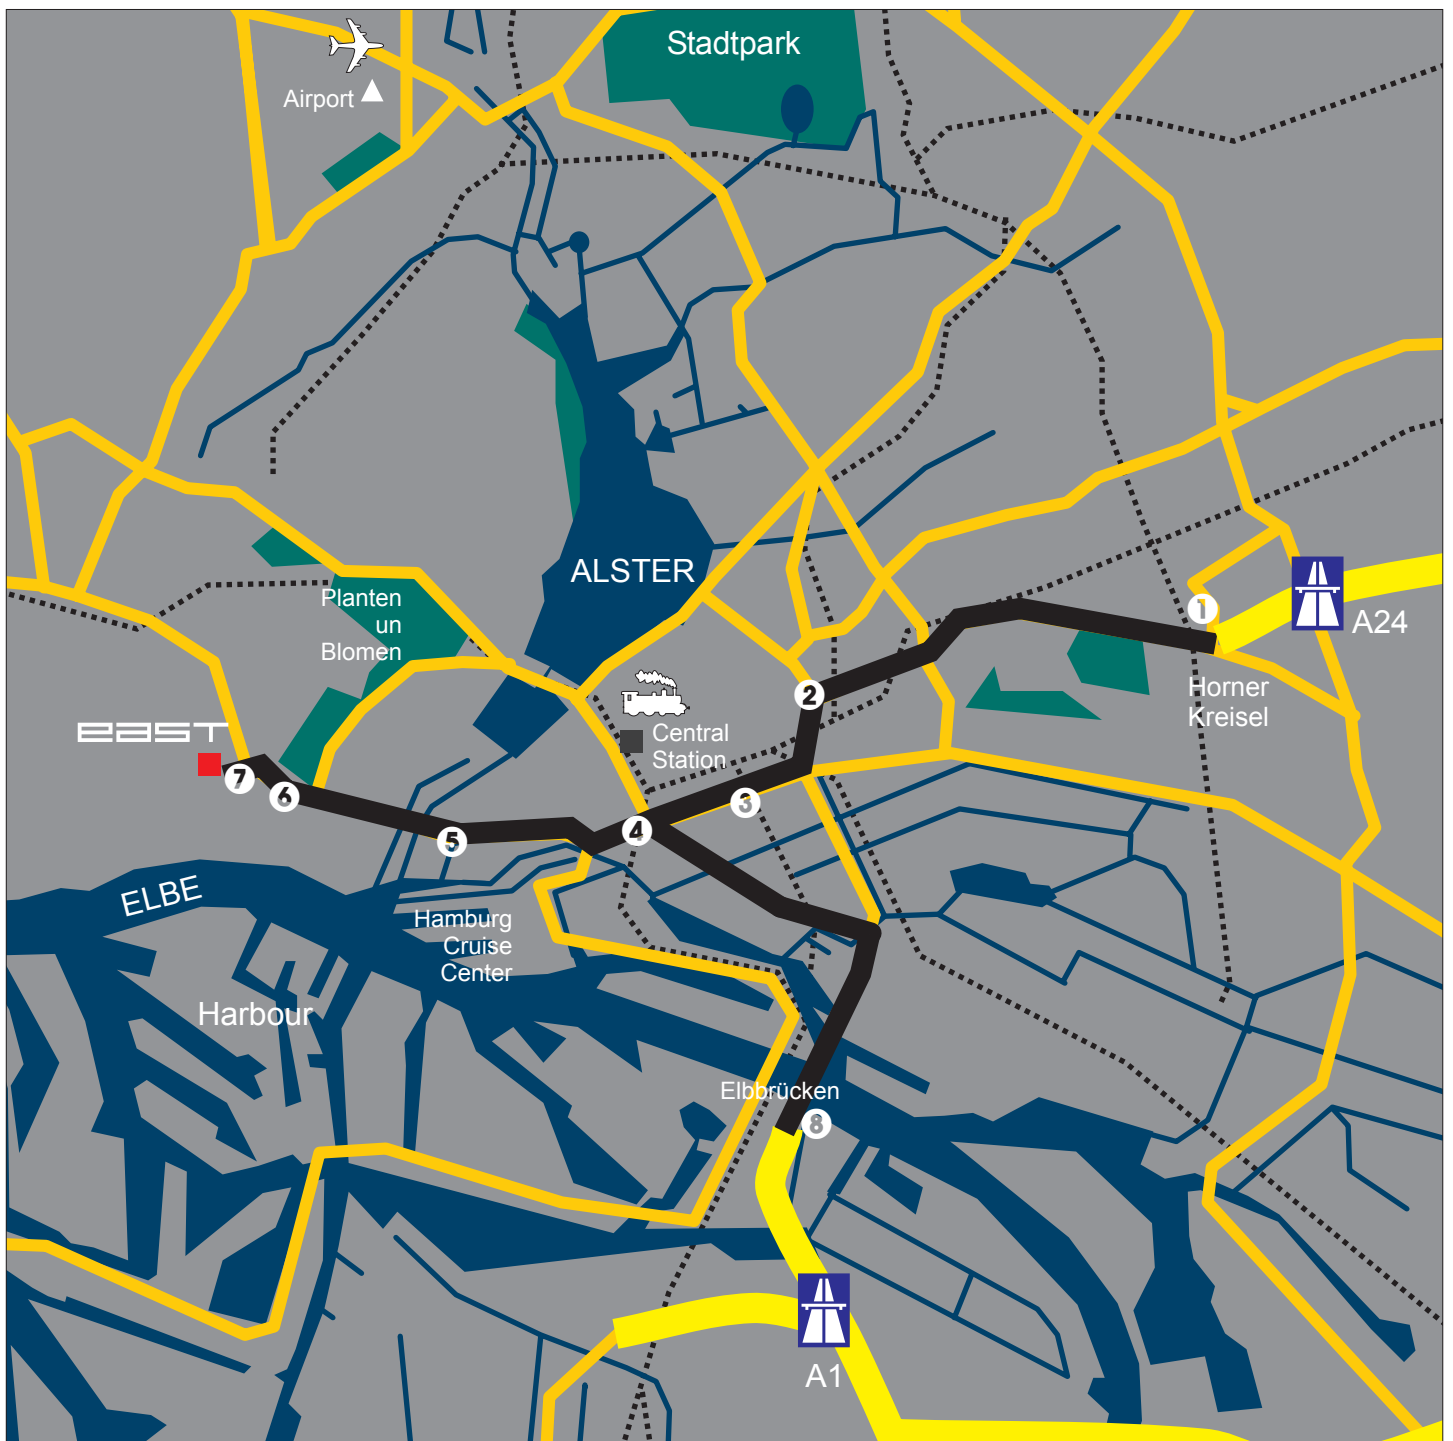 Stadtpark
Airport
ALSTER
Planten
un
Blomen
1
A24
Horner
Kreisel
2
Central
Station
east
7
6
3
4
5
ELBE
Hamburg
Cruise
Center
Harbour
Elbbrücken
8
A1